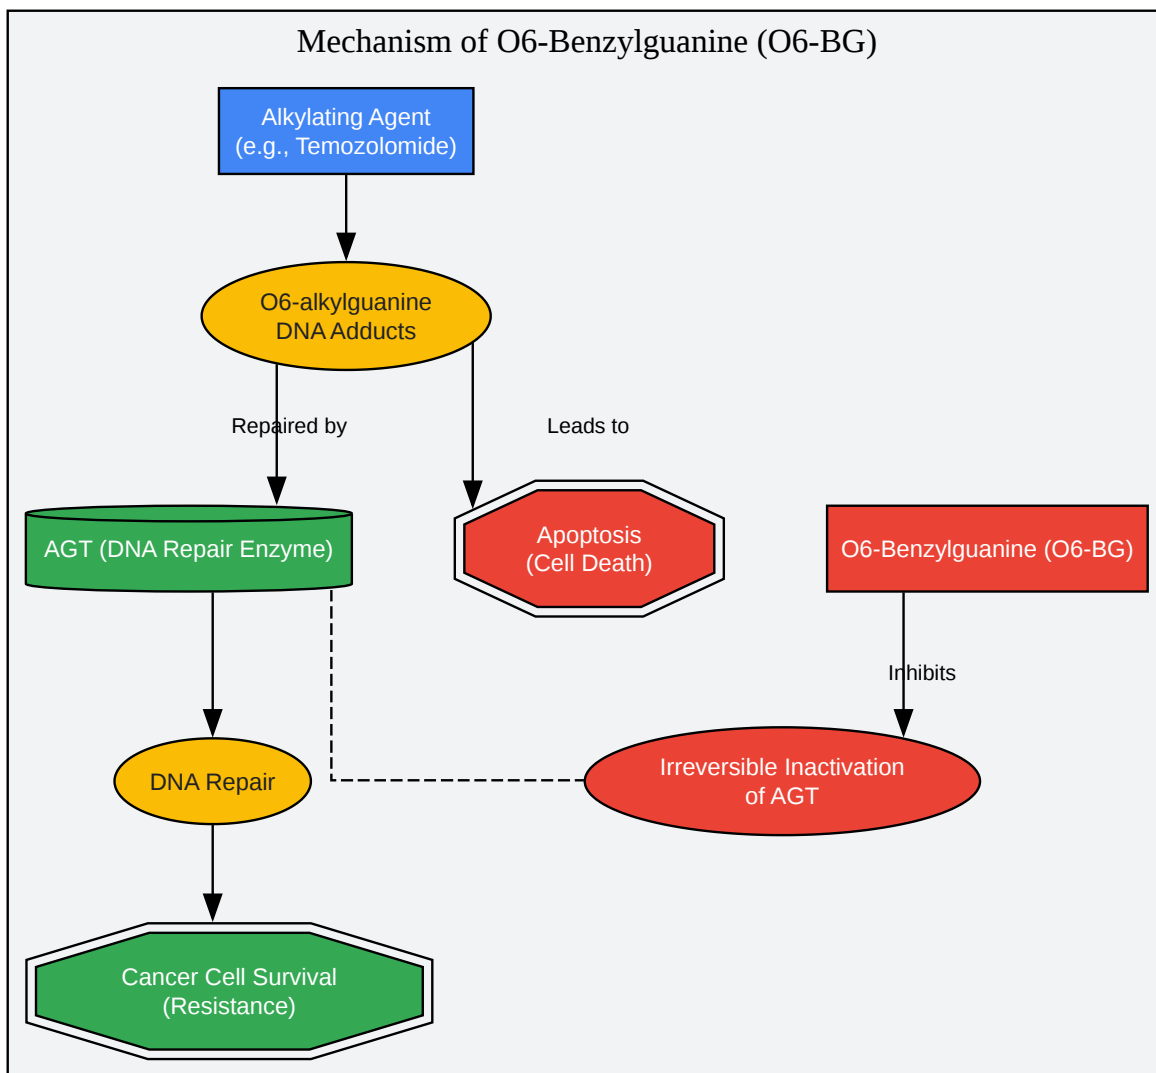 Mechanism of O6-Benzylguanine (O6-BG)
Alkylating Agent
(e.g., Temozolomide)
O6-alkylguanine
DNA Adducts
Repaired by
Leads to
AGT (DNA Repair Enzyme)
Apoptosis
(Cell Death)
O6-Benzylguanine (O6-BG)
Inhibits
DNA Repair
Irreversible Inactivation
of AGT
Cancer Cell Survival
(Resistance)